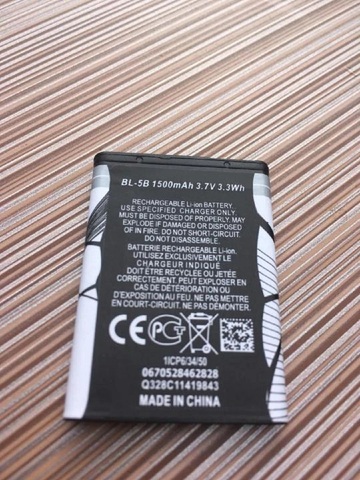 BL-5B 1500mAh 3.7V 3.3Wh
RECHARGEABLE Li-ion BATTERY
USE SPECIFIED CHARGER ONLY.
MUST BE DISPOSED OF PROPERLY. MAY
EXPLODE IF DAMAGED OR DISPOSED
OF IN FIRE. DO NOT SHORT-CIRCUIT.
DO NOT OVERHEAT.
BATTERIE RECHARGEABLE Li-ion,
UTILISEZ EXCLUSIVEMENT LE
CHARGEUR INDIQUE
DOIT ÊTRE RECYCLÉE OU JETÉE
CORRECTEMENT. PEUT EXPLOSER EN
CAS DE DÉTÉRIORATION OU
D'EXPOSITION AU FEU. NE PAS METTRE
EN COURT-CIRCUIT.
NE PAS DÉMONTER.
CE
1ICP6/34/50
0670528462828
Q328C11419843
MADE IN CHINA